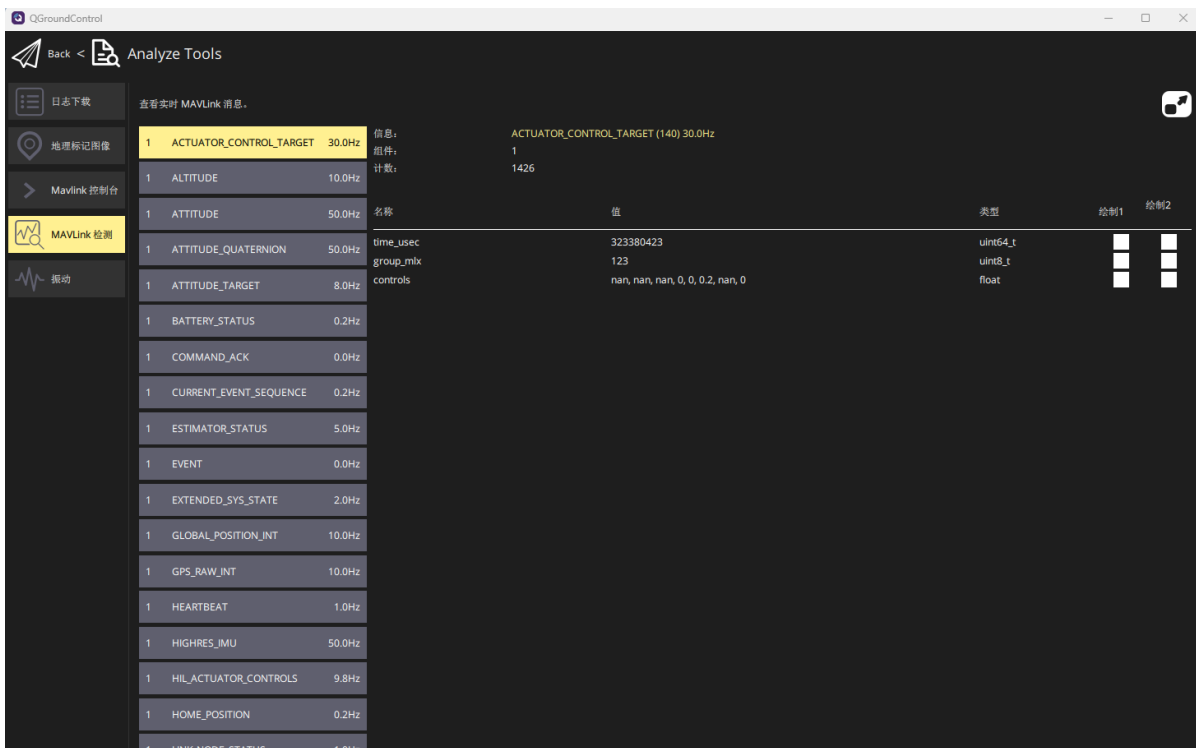 QGroundControl
Back < Analyze Tools
日志下载
地理标记图像
Mavlink 控制台
MAVLink 检测
振动
查看实时 MAVLink 消息。
1 ACTUATOR_CONTROL_TARGET 30.0Hz
1 ALTITUDE 10.0Hz
1 ATTITUDE 50.0Hz
1 ATTITUDE_QUATERNION 50.0Hz
1 ATTITUDE_TARGET 8.0Hz
1 BATTERY_STATUS 0.2Hz
1 COMMAND_ACK 0.0Hz
1 CURRENT_EVENT_SEQUENCE 0.2Hz
1 ESTIMATOR_STATUS 5.0Hz
1 EVENT 0.0Hz
1 EXTENDED_SYS_STATE 2.0Hz
1 GLOBAL_POSITION_INT 10.0Hz
1 GPS_RAW_INT 10.0Hz
1 HEARTBEAT 1.0Hz
1 HIGHRES_IMU 50.0Hz
1 HIL_ACTUATOR_CONTROLS 9.8Hz
1 HOME_POSITION 0.2Hz
信息： ACTUATOR_CONTROL_TARGET (140) 30.0Hz
组件： 1
计数： 1426
名称 值 类型 绘制1 绘制2
time_usec 323380423 uint64_t
group_mlx 123 uint8_t
controls nan, nan, nan, 0, 0, 0.2, nan, 0 float